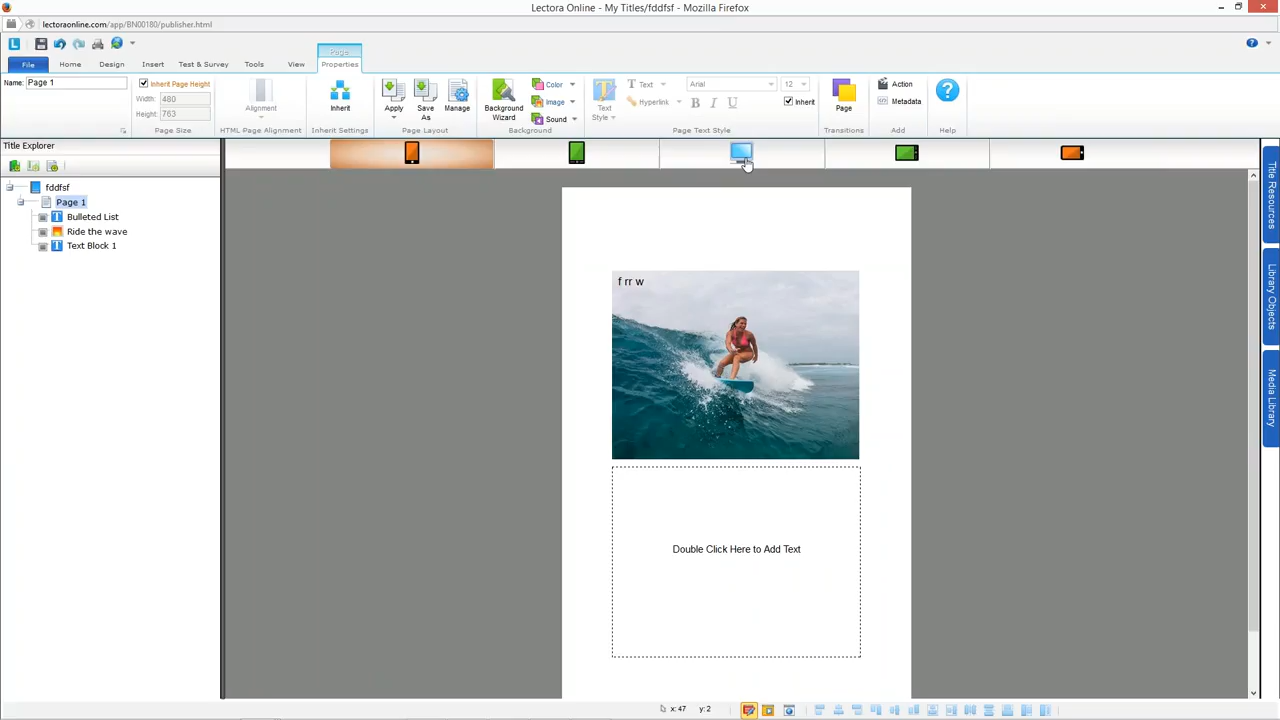 Lectora Online - My Titles/fddfsf - Mozilla Firefox
lectoraonline.com/app/BN00180/publisher.html
L
Page
File
Home
Design
Insert
Test & Survey
Tools
View
Properties
Name: Page 1
Inherit Page Height
Width: 480
Height: 763
Page Size
Alignment
HTML Page Alignment
Inherit
Inherit Settings
Apply
Save As
Manage
Page Layout
Background Wizard
Color
Image
Sound
Background
Text Style
Text
Hyperlink
Arial
12
B I U
Inherit
Page Text Style
Page
Transitions
Action
Metadata
Add
Help
Title Explorer
fddfsf
Page 1
Bulleted List
Ride the wave
Text Block 1
f rr w
Double Click Here to Add Text
Title Resources
Library Objects
Media Library
x: 47 y: 2